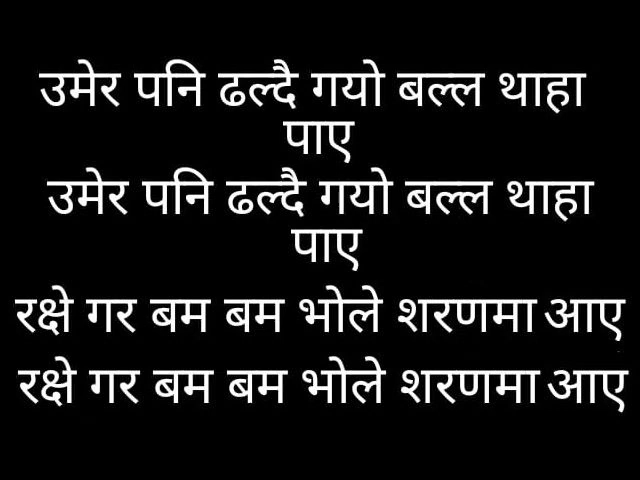 उमेर पनि ढल्दै गयो बल्ल थाहा
पाए
उमेर पनि ढल्दै गयो बल्ल थाहा
पाए
रक्षे गर बम बम भोले शरणमा आए
रक्षे गर बम बम भोले शरणमा आए